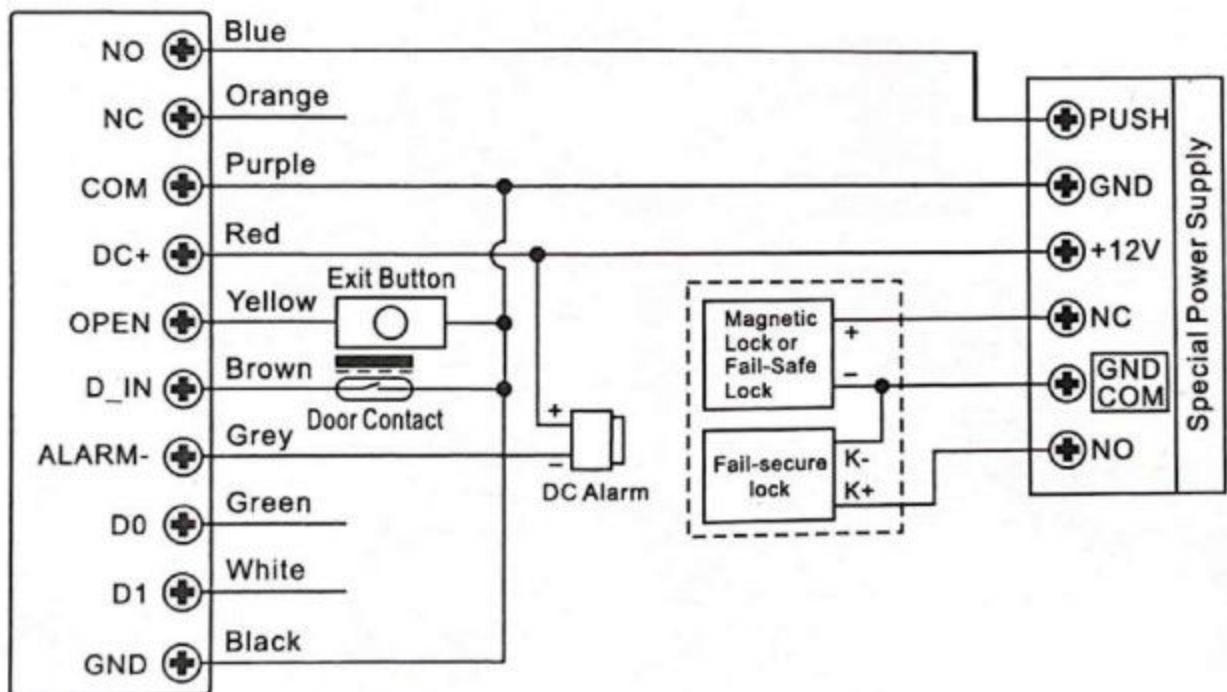 NO
Blue
NC
Orange
COM
Purple
DC+
Red
OPEN
Yellow
Exit Button
D_IN
Brown
Door Contact
ALARM-
Grey
+
−
DC Alarm
D0
Green
D1
White
GND
Black
Magnetic
Lock or
Fail-Safe
Lock
+
−
Fail-secure
lock
K-
K+
PUSH
GND
+12V
NC
GND
COM
NO
Special Power Supply